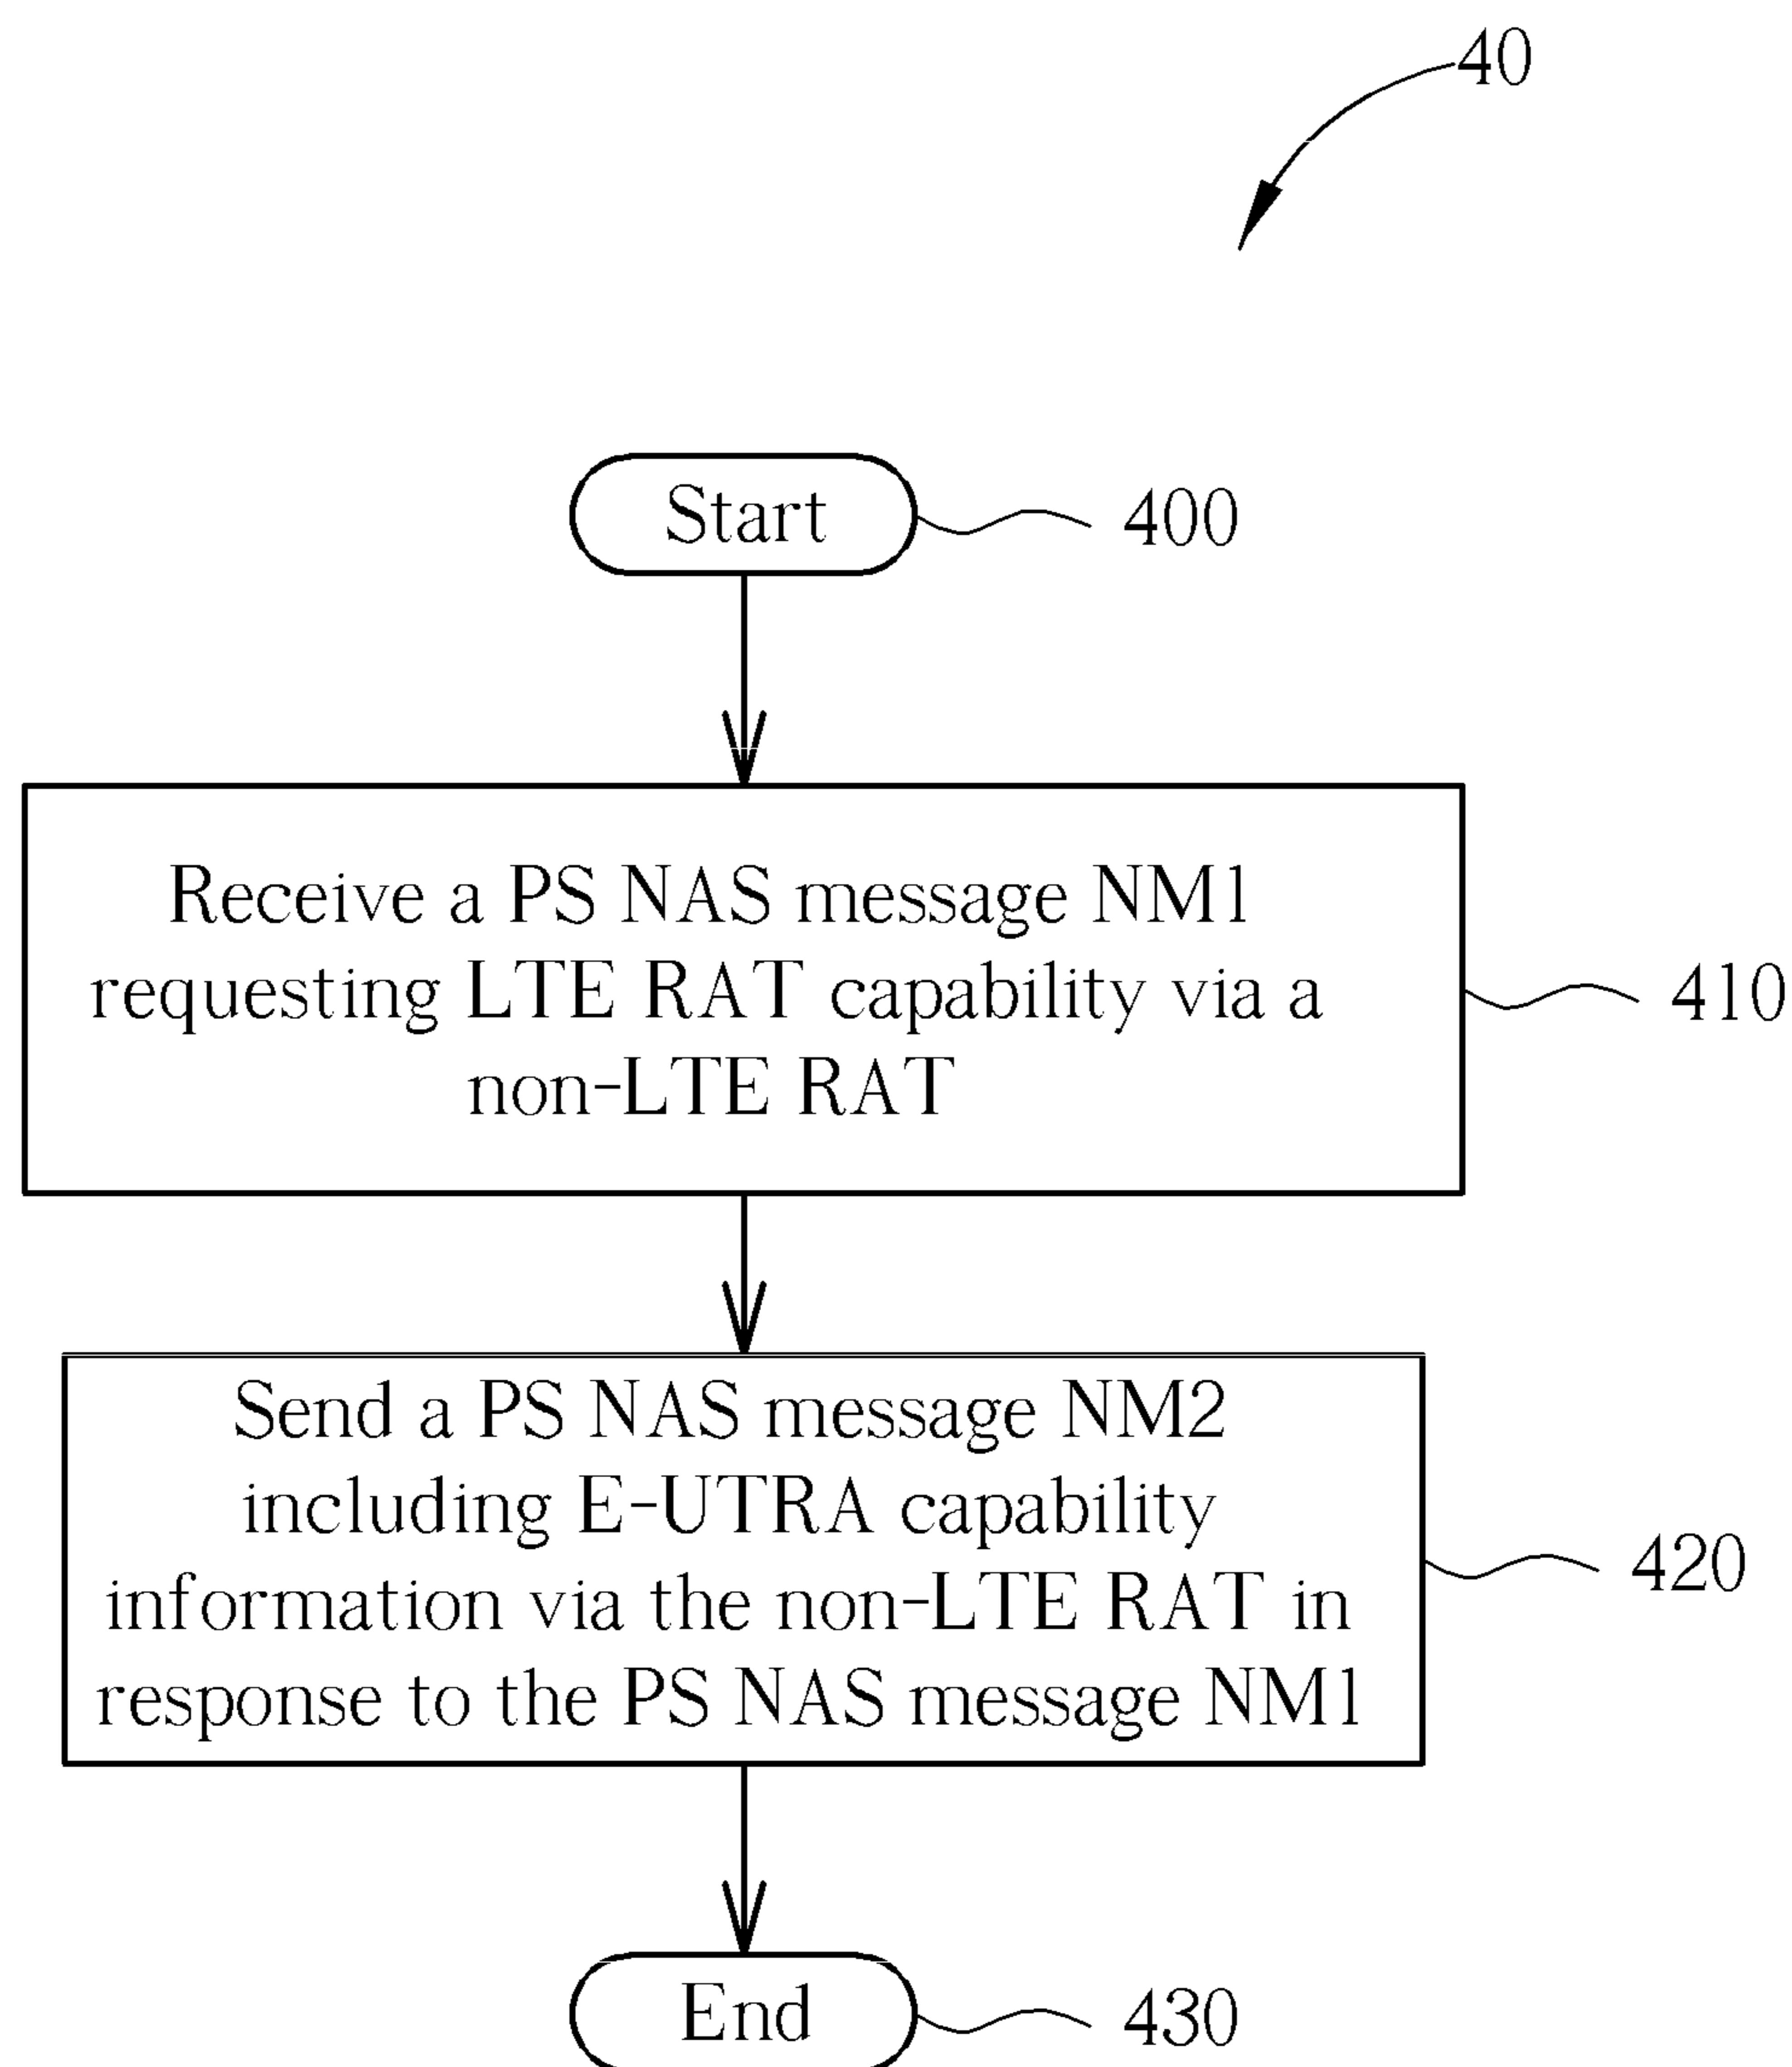 40
Start
400
Receive a PS NAS message NM1
requesting LTE RAT capability via a
non-LTE RAT
410
Send a PS NAS message NM2
including E-UTRA capability
information via the non-LTE RAT in
response to the PS NAS message NM1
420
End
430